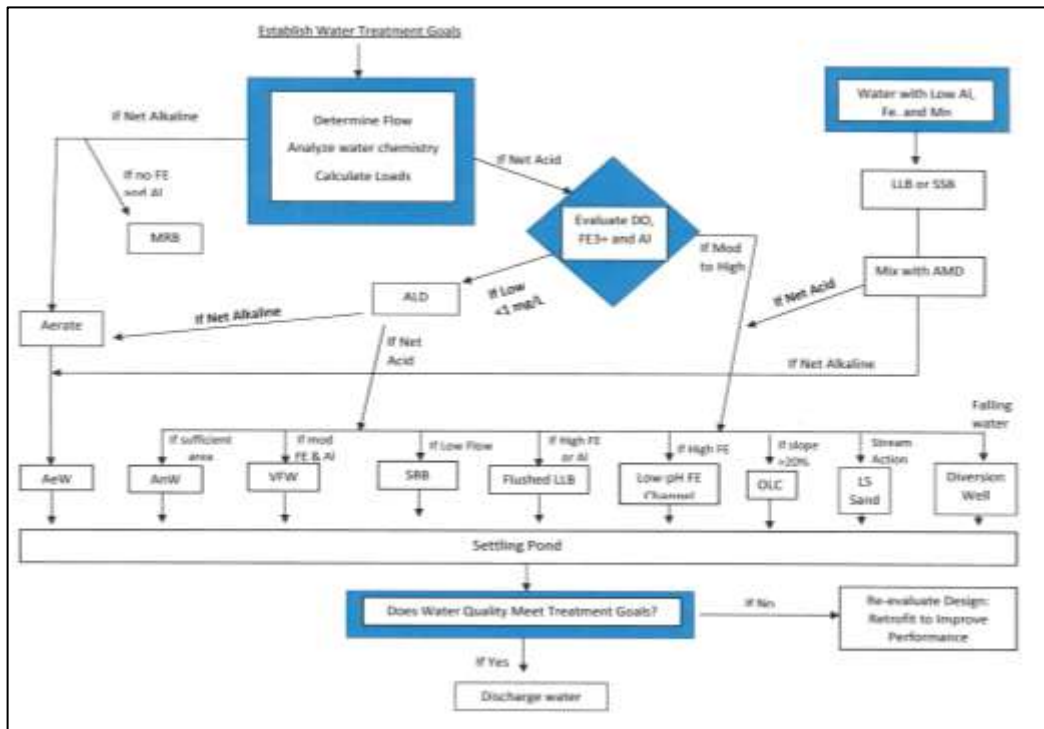 Establish Water Treatment Goals
Determine Flow
Analyze water chemistry
Calculate Loads
Water with Low Al,
Fe, and Mn
If Net Alkaline
If Net Acid
If no FE
and Al
MRB
Evaluate DO,
FE3+ and Al
LLB or SSB
If Mod
to High
Mix with AMD
If Net Acid
If Low
<1 mg/L
ALD
If Net Alkaline
Aerate
If Net
Acid
If Net Alkaline
Falling
water
If sufficient
area
If mod
FE & Al
If Low Flow
If High FE
or Al
If High FE
If slope
>20%
Stream
Action
AeW
AnW
VFW
SRB
Flushed LLB
Low-pH FE
Channel
OLC
LS
Sand
Diversion
Well
Settling Pond
Does Water Quality Meet Treatment Goals?
If No
Re-evaluate Design:
Retrofit to Improve
Performance
If Yes
Discharge water